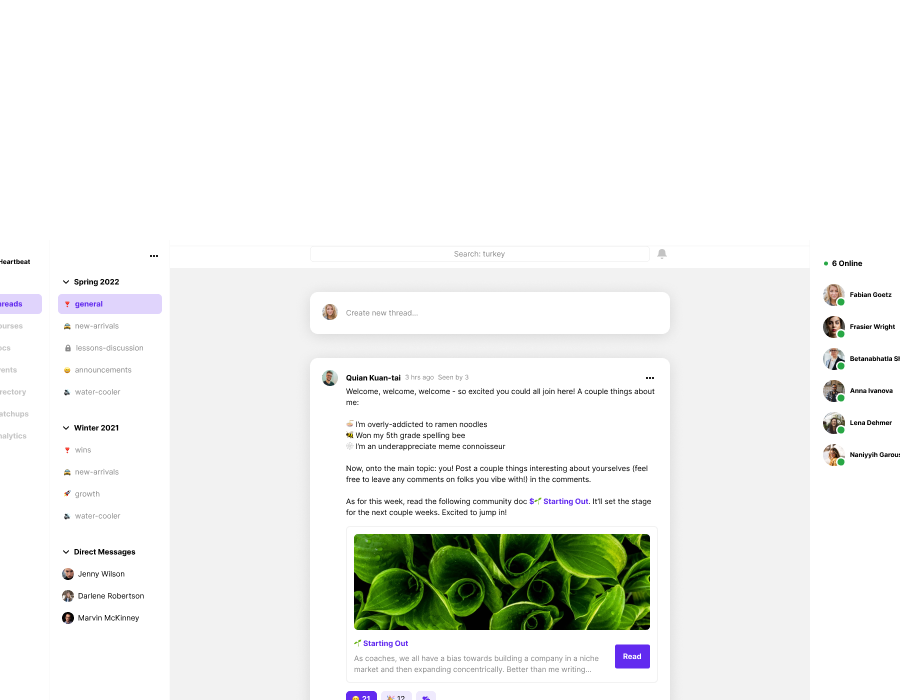 Heartbeat
reads
urses
cs
ents
rectory
atchups
nalytics
Spring 2022
general
new-arrivals
lessons-discussion
announcements
water-cooler
Winter 2021
wins
new-arrivals
growth
water-cooler
Direct Messages
Jenny Wilson
Darlene Robertson
Marvin McKinney
Search: turkey
Create new thread...
Quian Kuan-tai 3 hrs ago Seen by 3
Welcome, welcome, welcome - so excited you could all join here! A couple things about
me:
🍜 I'm overly-addicted to ramen noodles
🐝 Won my 5th grade spelling bee
I'm an underappreciate meme connoisseur
Now, onto the main topic: you! Post a couple things interesting about yourselves (feel
free to leave any comments on folks you vibe with!) in the comments.
As for this week, read the following community doc $🌱 Starting Out. It'll set the stage
for the next couple weeks. Excited to jump in!
🌱 Starting Out
As coaches, we all have a bias towards building a company in a niche
market and then expanding concentrically. Better than me writing...
Read
21
12
6 Online
Fabian Goetz
Frasier Wright
Betanabhatla Sh
Anna Ivanova
Lena Dehmer
Naniyyih Garous